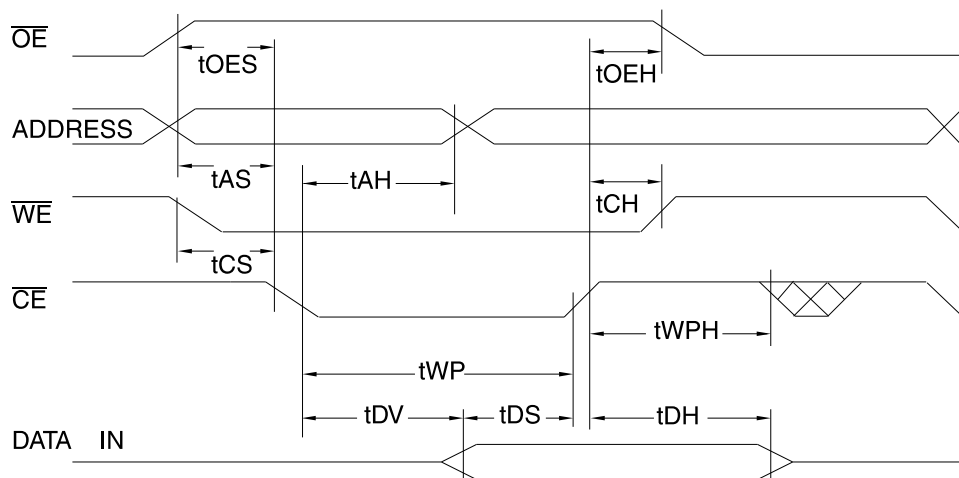 OE
tOES
tOEH
ADDRESS
tAS
tAH
tCH
WE
tCS
CE
tWPH
tWP
tDV
tDS
tDH
DATA IN